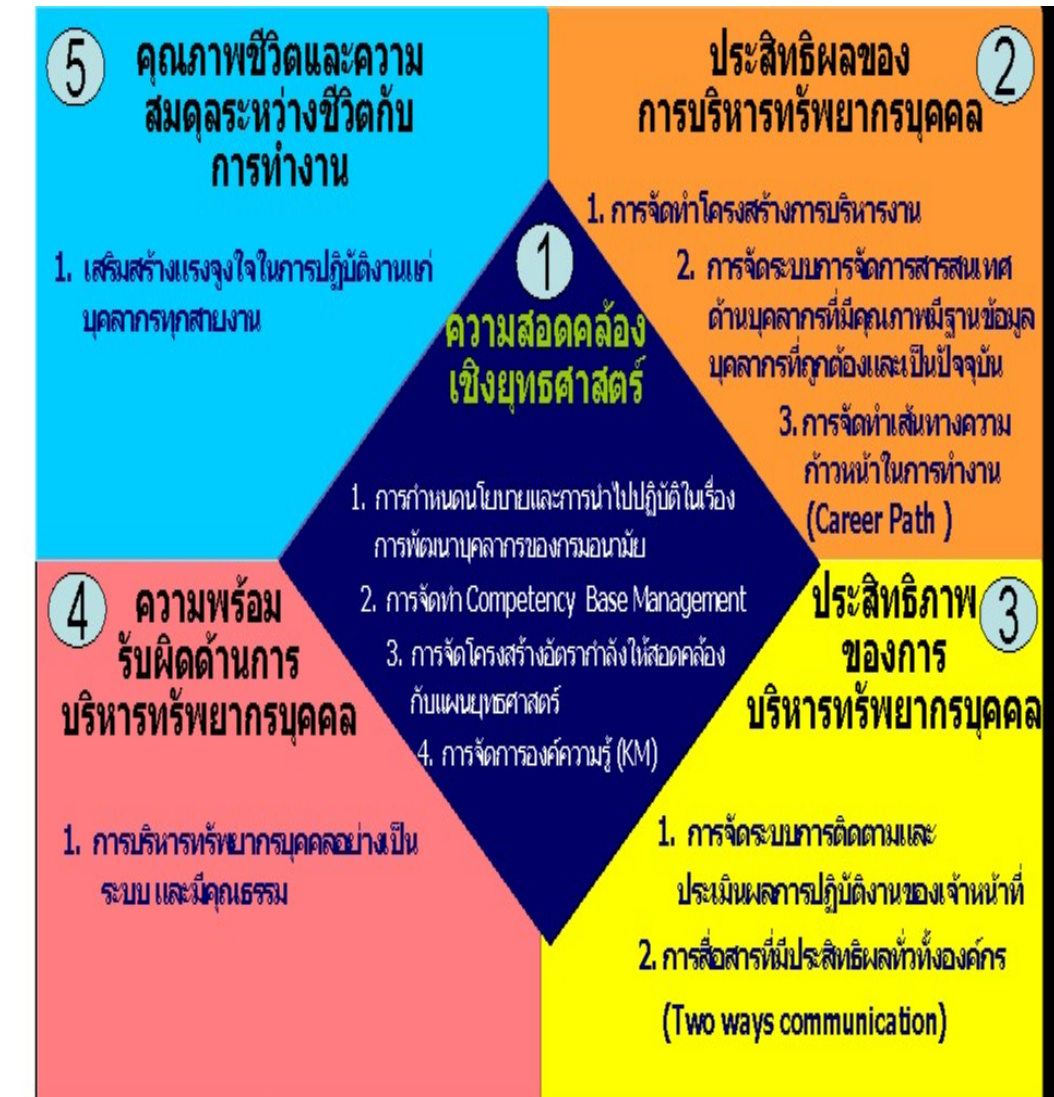 5
คุณภาพชีวิตและความ
สมดุลระหว่างชีวิตกับ
การทำงาน
1. เสริมสร้างแรงจูงใจในการปฏิบัติงานแก่
บุคลากรทุกสายงาน
2
ประสิทธิผลของ
การบริหารทรัพยากรบุคคล
1. การจัดทำโครงสร้างการบริหารงาน
2. การจัดระบบการจัดการสารสนเทศ
ด้านบุคลากรที่มีคุณภาพมีฐานข้อมูล
บุคลากรที่ถูกต้องและเป็นปัจจุบัน
3. การจัดทำเส้นทางความ
ก้าวหน้าในการทำงาน
(Career Path )
1
ความสอดคล้อง
เชิงยุทธศาสตร์
1. การกำหนดนโยบายและการนำไปปฏิบัติในเรื่อง
การพัฒนาบุคลากรของกรมอนามัย
2. การจัดทำ Competency Base Management
3. การจัดโครงสร้างอัตรากำลังให้สอดคล้อง
กับแผนยุทธศาสตร์
4. การจัดการองค์ความรู้ (KM)
4
ความพร้อม
รับผิดด้านการ
บริหารทรัพยากรบุคคล
1. การบริหารทรัพยากรบุคคลอย่างเป็น
ระบบ และมีคุณธรรม
3
ประสิทธิภาพ
ของการ
บริหารทรัพยากรบุคคล
1. การจัดระบบการติดตามและ
ประเมินผลการปฏิบัติงานของเจ้าหน้าที่
2. การสื่อสารที่มีประสิทธิผลทั่วทั้งองค์กร
(Two ways communication)